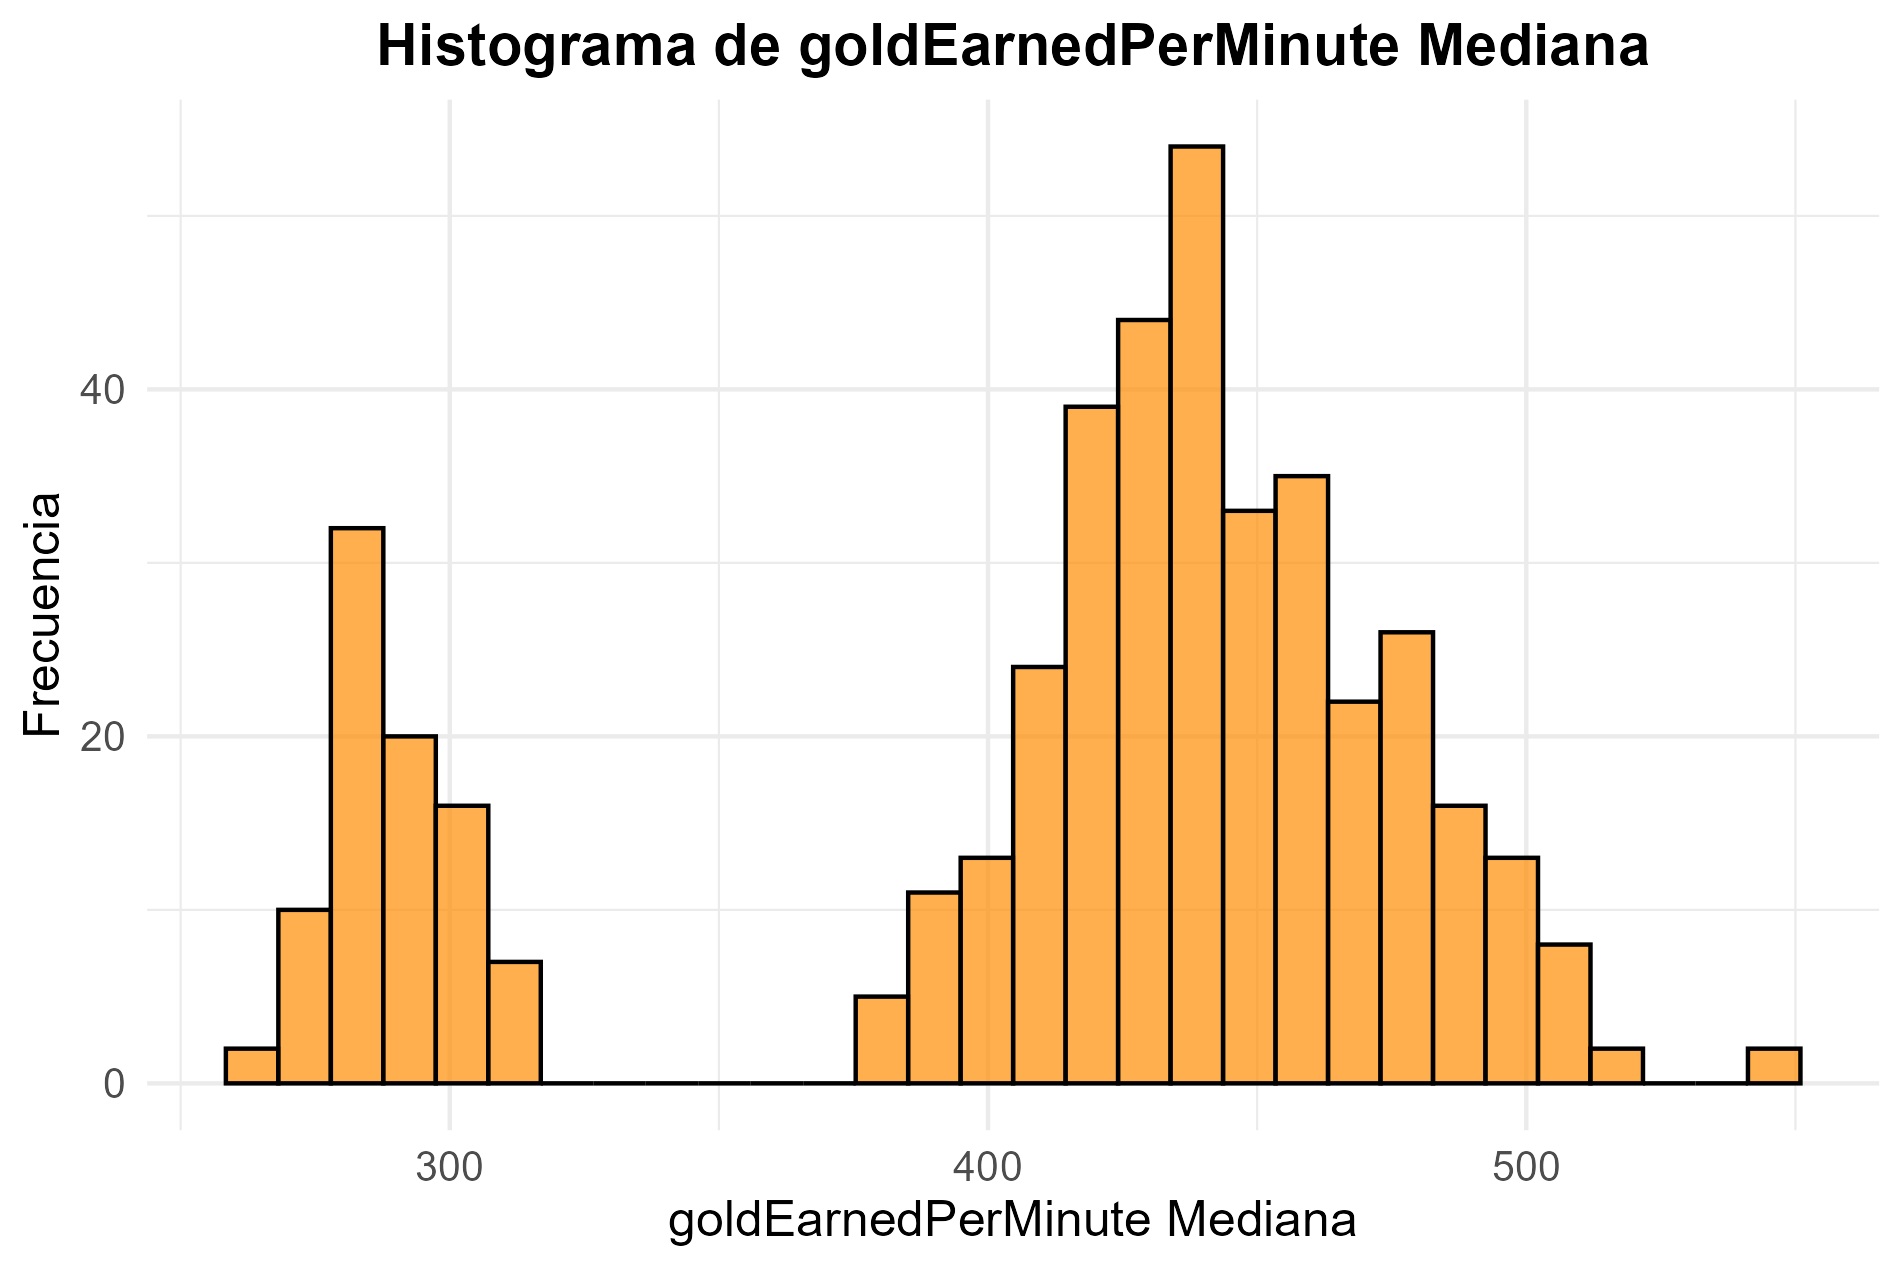 Histograma de goldEarnedPerMinute Mediana
Frecuencia
40
20
0
300 400 500
goldEarnedPerMinute Mediana